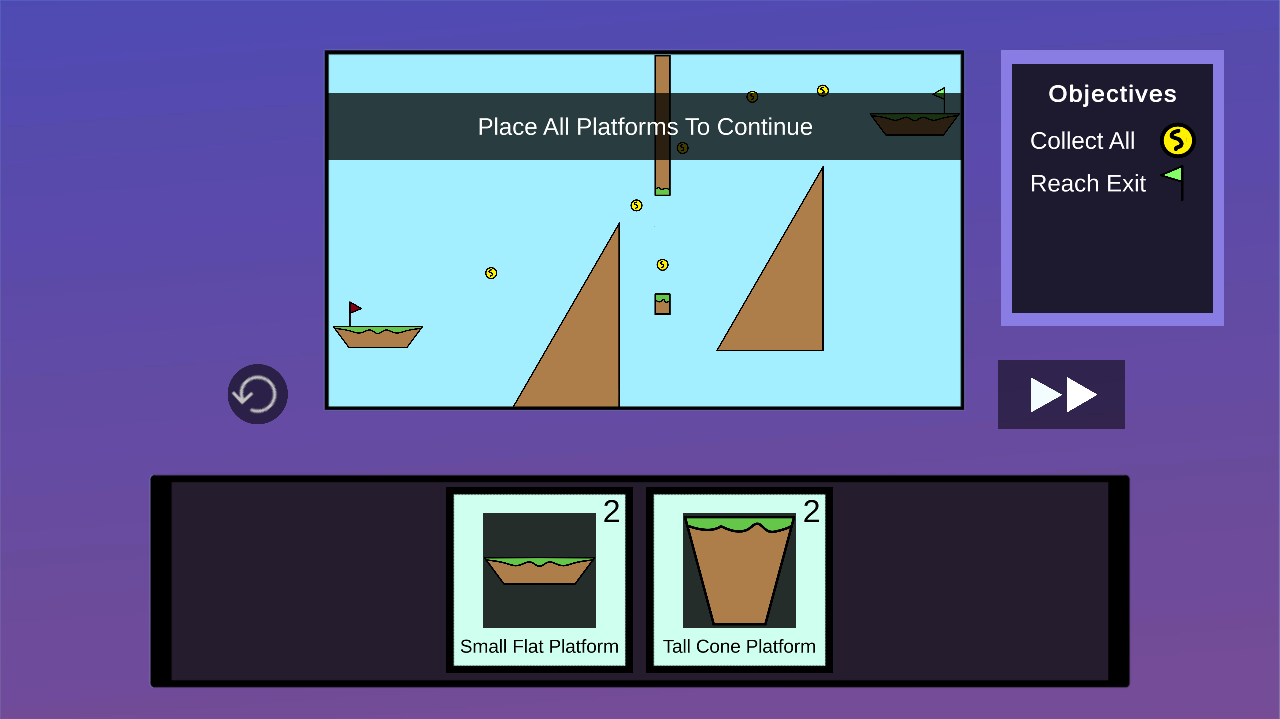 Place All Platforms To Continue
Objectives
Collect All
Reach Exit
2
2
Small Flat Platform
Tall Cone Platform